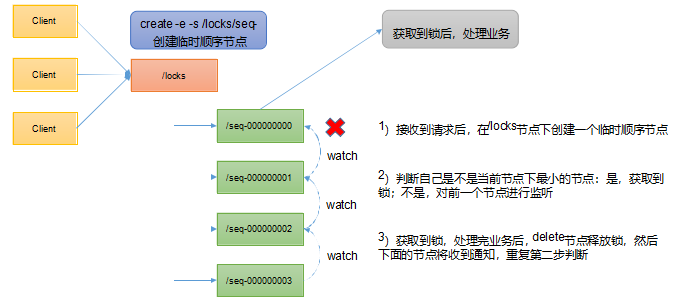 Client
Client
Client
create -e -s /locks/seq-
创建临时顺序节点
/locks
获取到锁后，处理业务
/seq-000000000
/seq-000000001
/seq-000000002
/seq-000000003
watch
watch
watch
1）接收到请求后，在/locks节点下创建一个临时顺序节点
2）判断自己是不是当前节点下最小的节点：是，获取到
锁；不是，对前一个节点进行监听
3）获取到锁，处理完业务后，delete节点释放锁，然后
下面的节点将收到通知，重复第二步判断